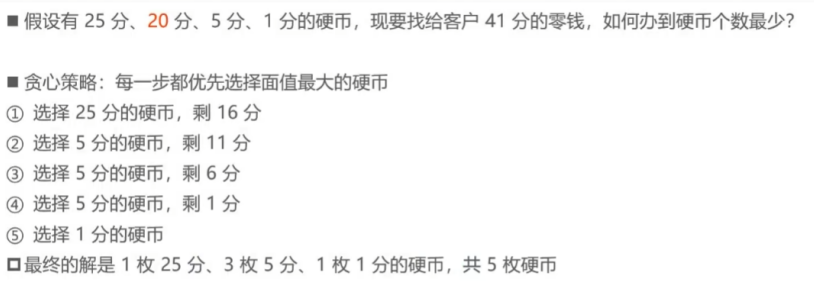 ■ 假设有 25 分、20 分、5 分、1 分的硬币，现要找给客户 41 分的零钱，如何办到硬币个数最少？
■ 贪心策略：每一步都优先选择面值最大的硬币
① 选择 25 分的硬币，剩 16 分
② 选择 5 分的硬币，剩 11 分
③ 选择 5 分的硬币，剩 6 分
④ 选择 5 分的硬币，剩 1 分
⑤ 选择 1 分的硬币
最终的解是 1 枚 25 分、3 枚 5 分、1 枚 1 分的硬币，共 5 枚硬币